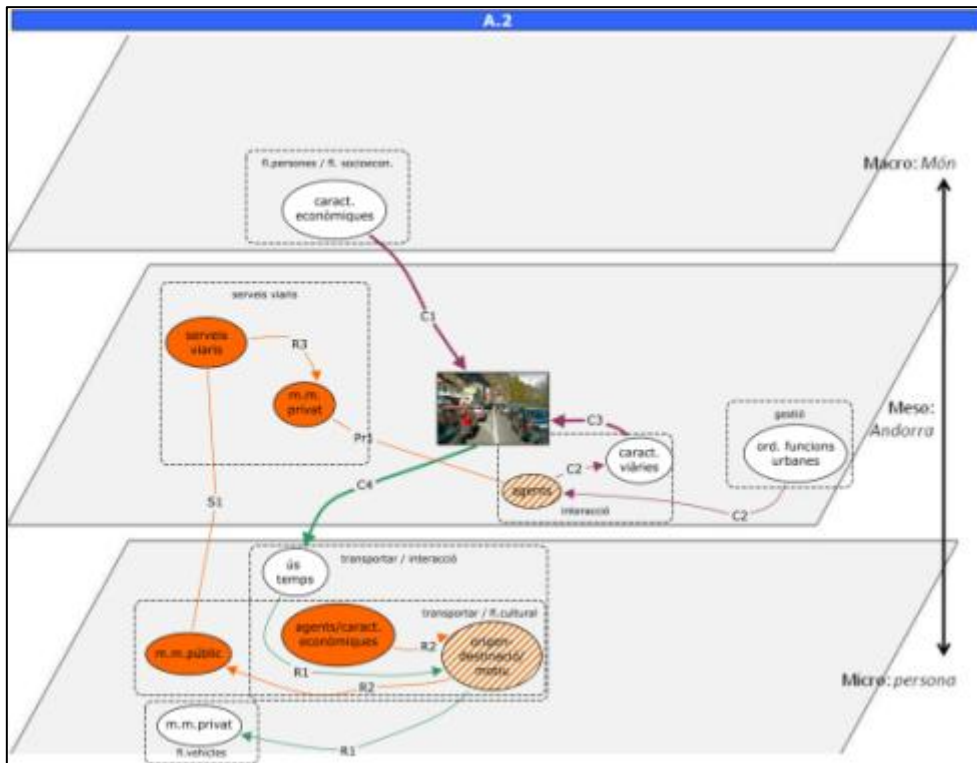 A.2
fl.persones / fl. socioecon.
caract.
econòmiques
Macro: Món
C1
serveis viaris
serveis
viaris
R3
m.m.
privat
Pr1
C3
gestió
ord. funcions
urbanes
Meso:
Andorra
caract.
viàries
C2
agents
interacció
C2
S1
C4
ús
temps
transportar / interacció
transportar / fl.cultural
agents/caract.
econòmiques
R2
origen-
destinació/
motiu
m.m.públic
R1
R2
Micro: persona
m.m.privat
fl.vehicles
R1